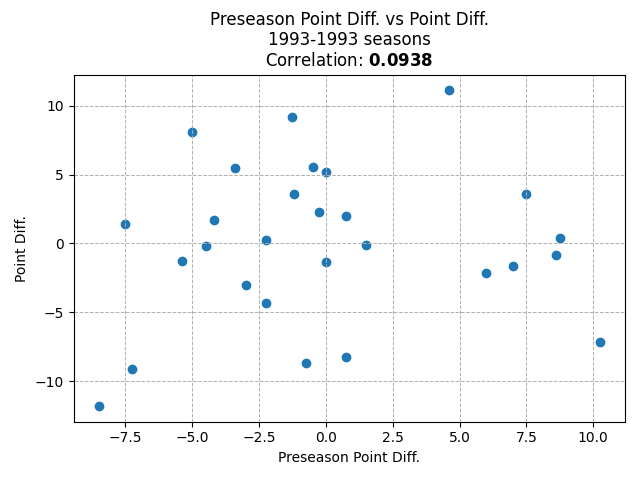 Preseason Point Diff. vs Point Diff.
1993-1993 seasons
Correlation: 0.0938
10
5
0
−5
−10
Point Diff.
−7.5 −5.0 −2.5 0.0 2.5 5.0 7.5 10.0
Preseason Point Diff.